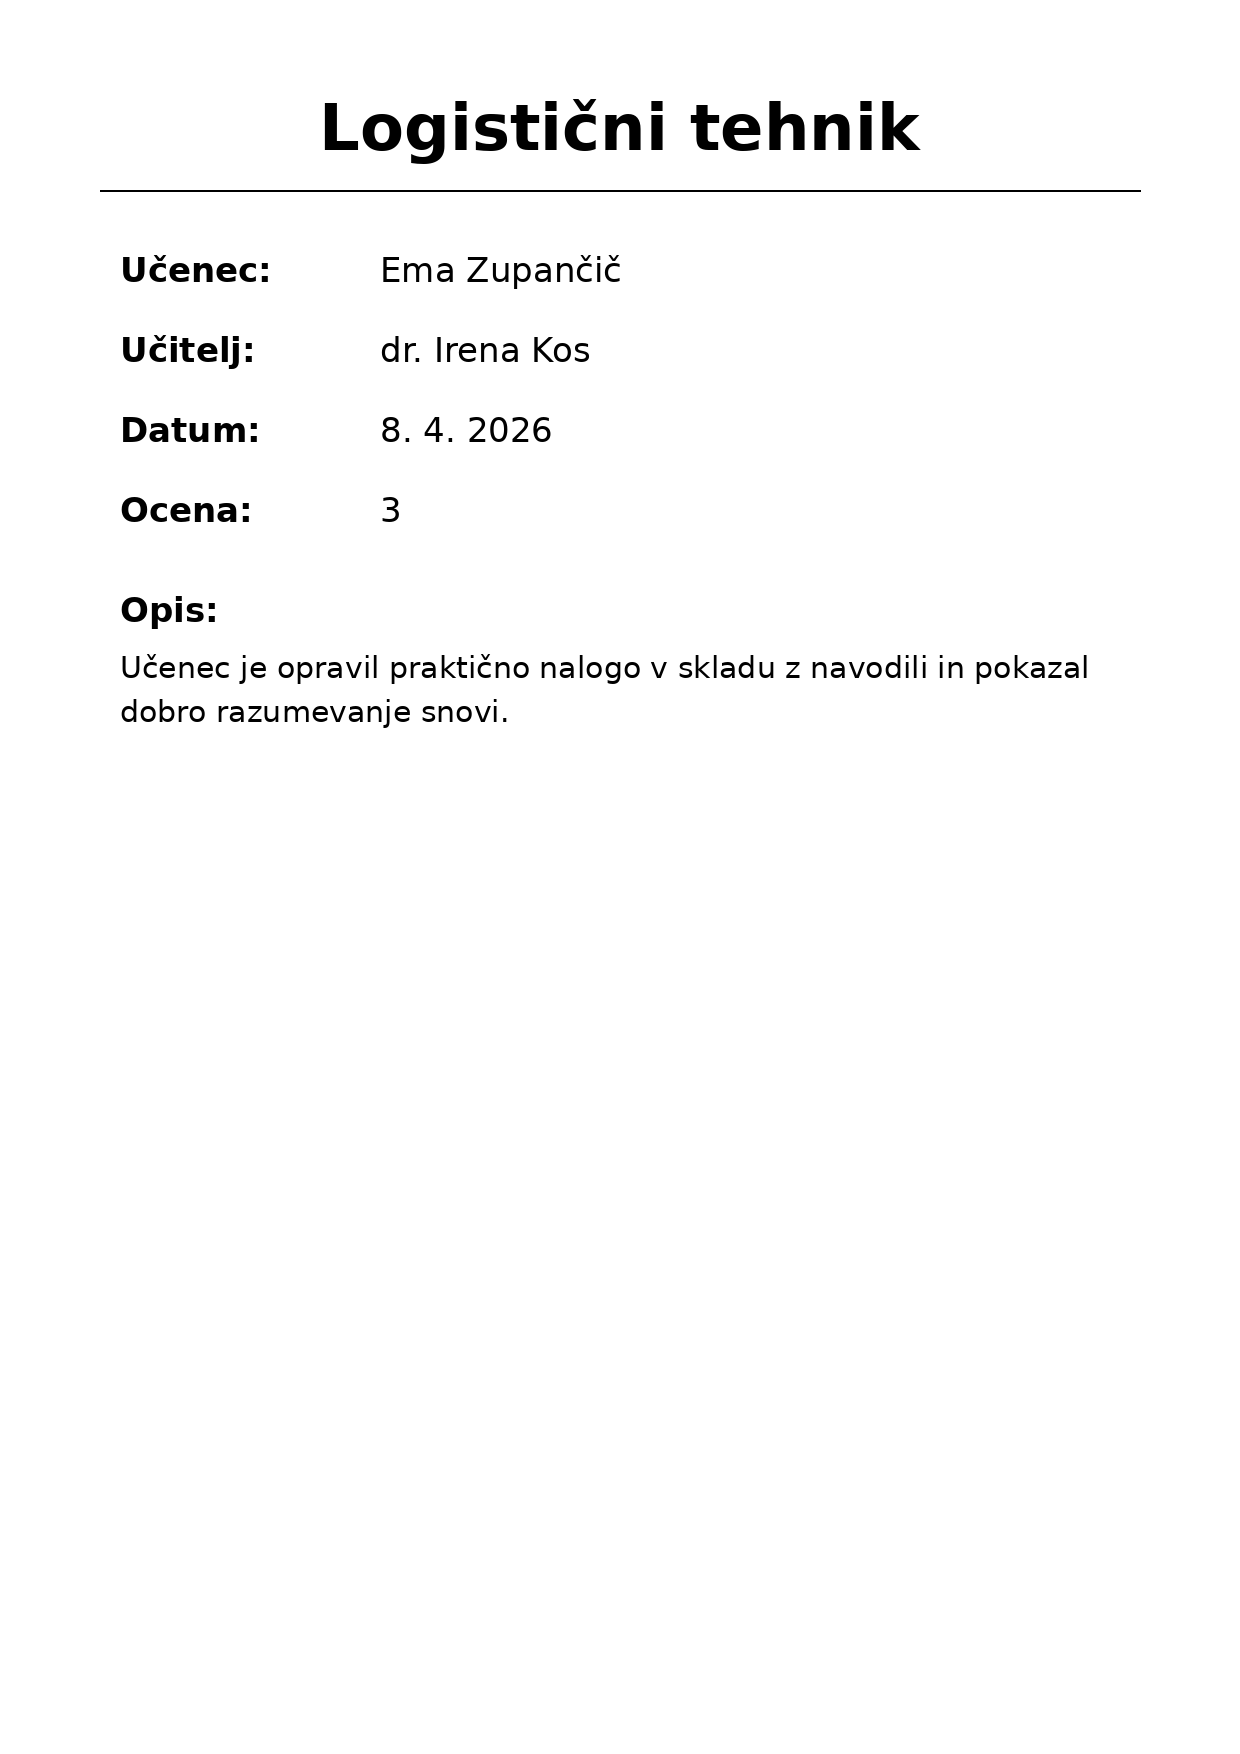 Logistični tehnik
Učenec: Ema Zupančič
Učitelj: dr. Irena Kos
Datum: 8. 4. 2026
Ocena: 3
Opis:
Učenec je opravil praktično nalogo v skladu z navodili in pokazal
dobro razumevanje snovi.